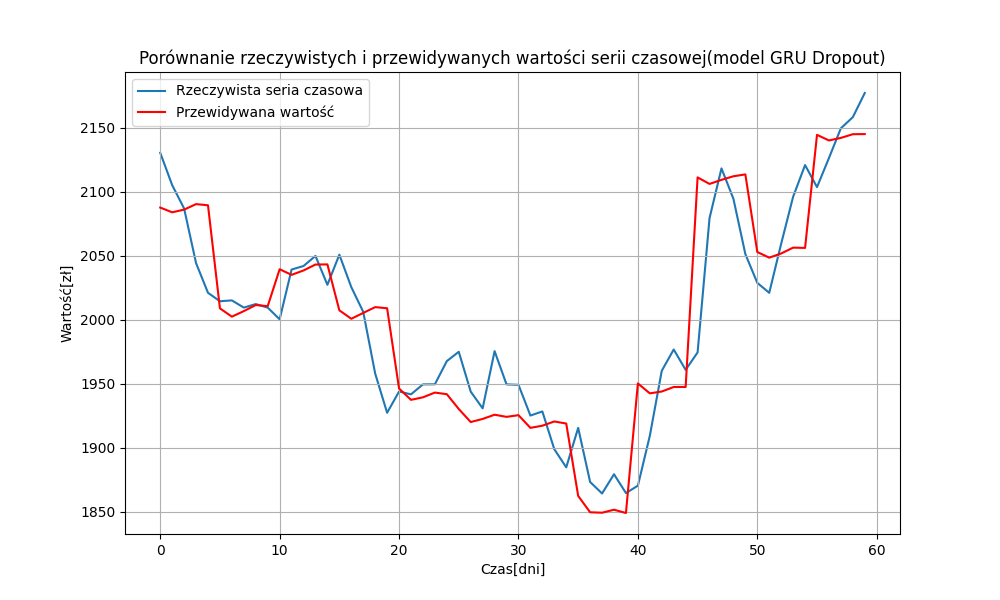 Porównanie rzeczywistych i przewidywanych wartości serii czasowej(model GRU Dropout)
Rzeczywista seria czasowa
Przewidywana wartość
Wartość[zł]
2150
2100
2050
2000
1950
1900
1850
0 10 20 30 40 50 60
Czas[dni]